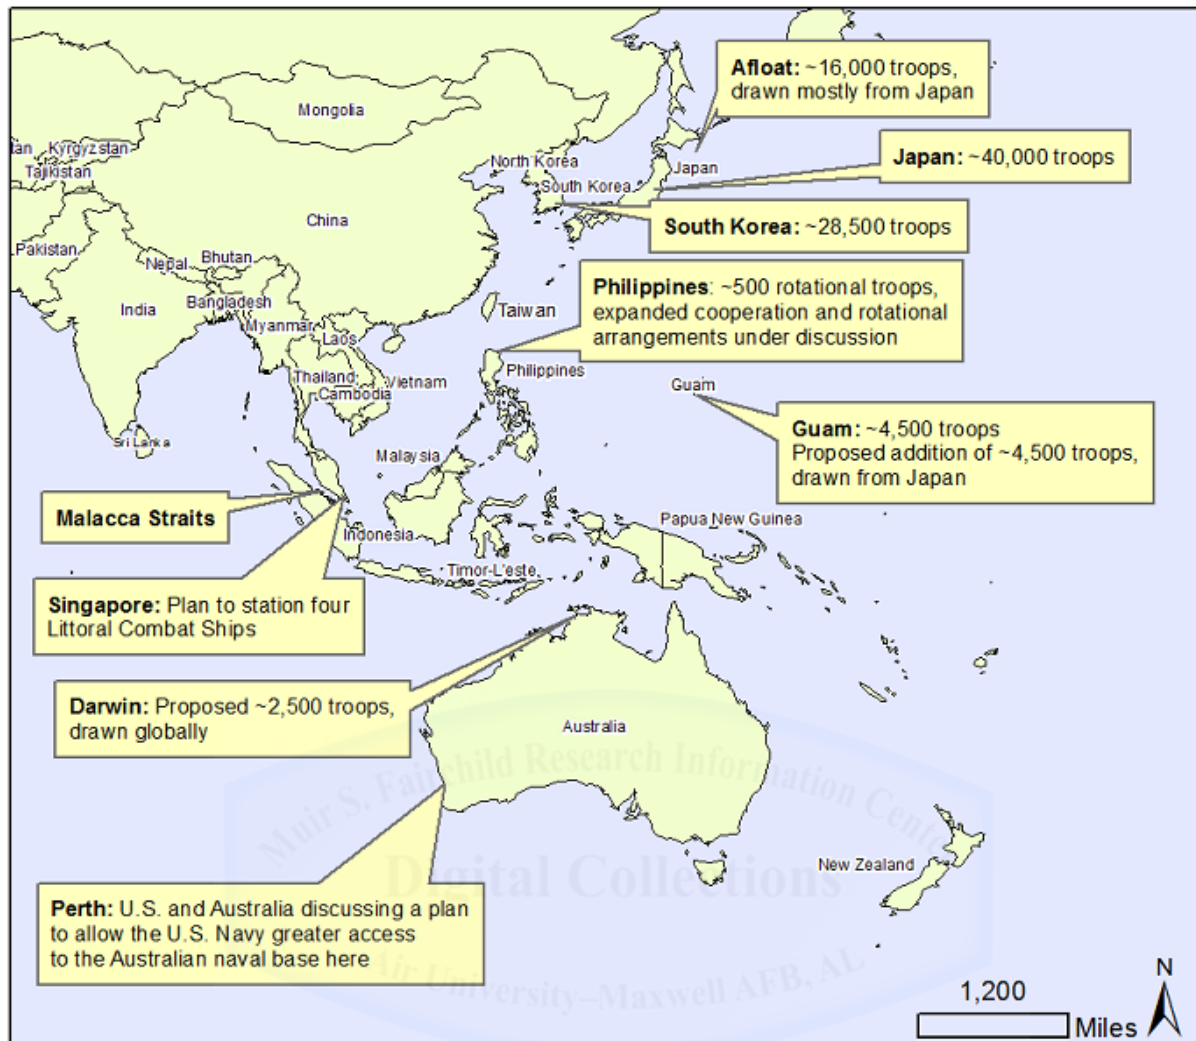 Afloat: ~16,000 troops,
drawn mostly from Japan
Mongolia
tan
Kyrgyzstan
Tajikistan
North Korea
Japan
Japan: ~40,000 troops
South Korea
China
South Korea: ~28,500 troops
Pakistan
Nepal
Bhutan
Philippines: ~500 rotational troops,
expanded cooperation and rotational
arrangements under discussion
India
Bangladesh
Taiwan
Myanmar
Laos
Thailand
Vietnam
Cambodia
Philippines
Guam
Sri Lanka
Malaysia
Guam: ~4,500 troops
Proposed addition of ~4,500 troops,
drawn from Japan
Malacca Straits
Indonesia
Papua New Guinea
Timor-L'este
Singapore: Plan to station four
Littoral Combat Ships
Darwin: Proposed ~2,500 troops,
drawn globally
Australia
Muir S. Fairchild Research Information Center
Digital Collections
New Zealand
Perth: U.S. and Australia discussing a plan
to allow the U.S. Navy greater access
to the Australian naval base here
Air University–Maxwell AFB, AL
N
1,200
Miles